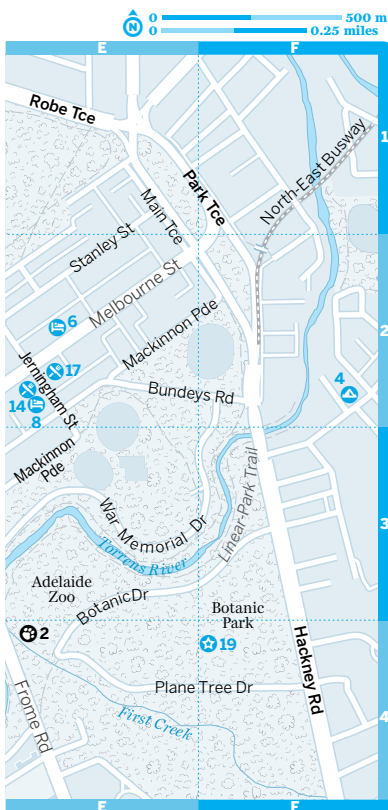 N
0 500 m
0 0.25 miles
E F
Robe Tce
1
North-East Busway
Park Tce
Main Tce
Stanley St
Melbourne St
6
Mackinnon Pde
2
17
Jerningham St
4
Bundeys Rd
14
8
Mackinnon
Pde
Linear-Park Trail
War Memorial Dr
3
Torrens River
Adelaide
Zoo
Botanic Dr
Botanic
Park
2
19
Hackney Rd
Plane Tree Dr
Frome Rd
First Creek
4
E F